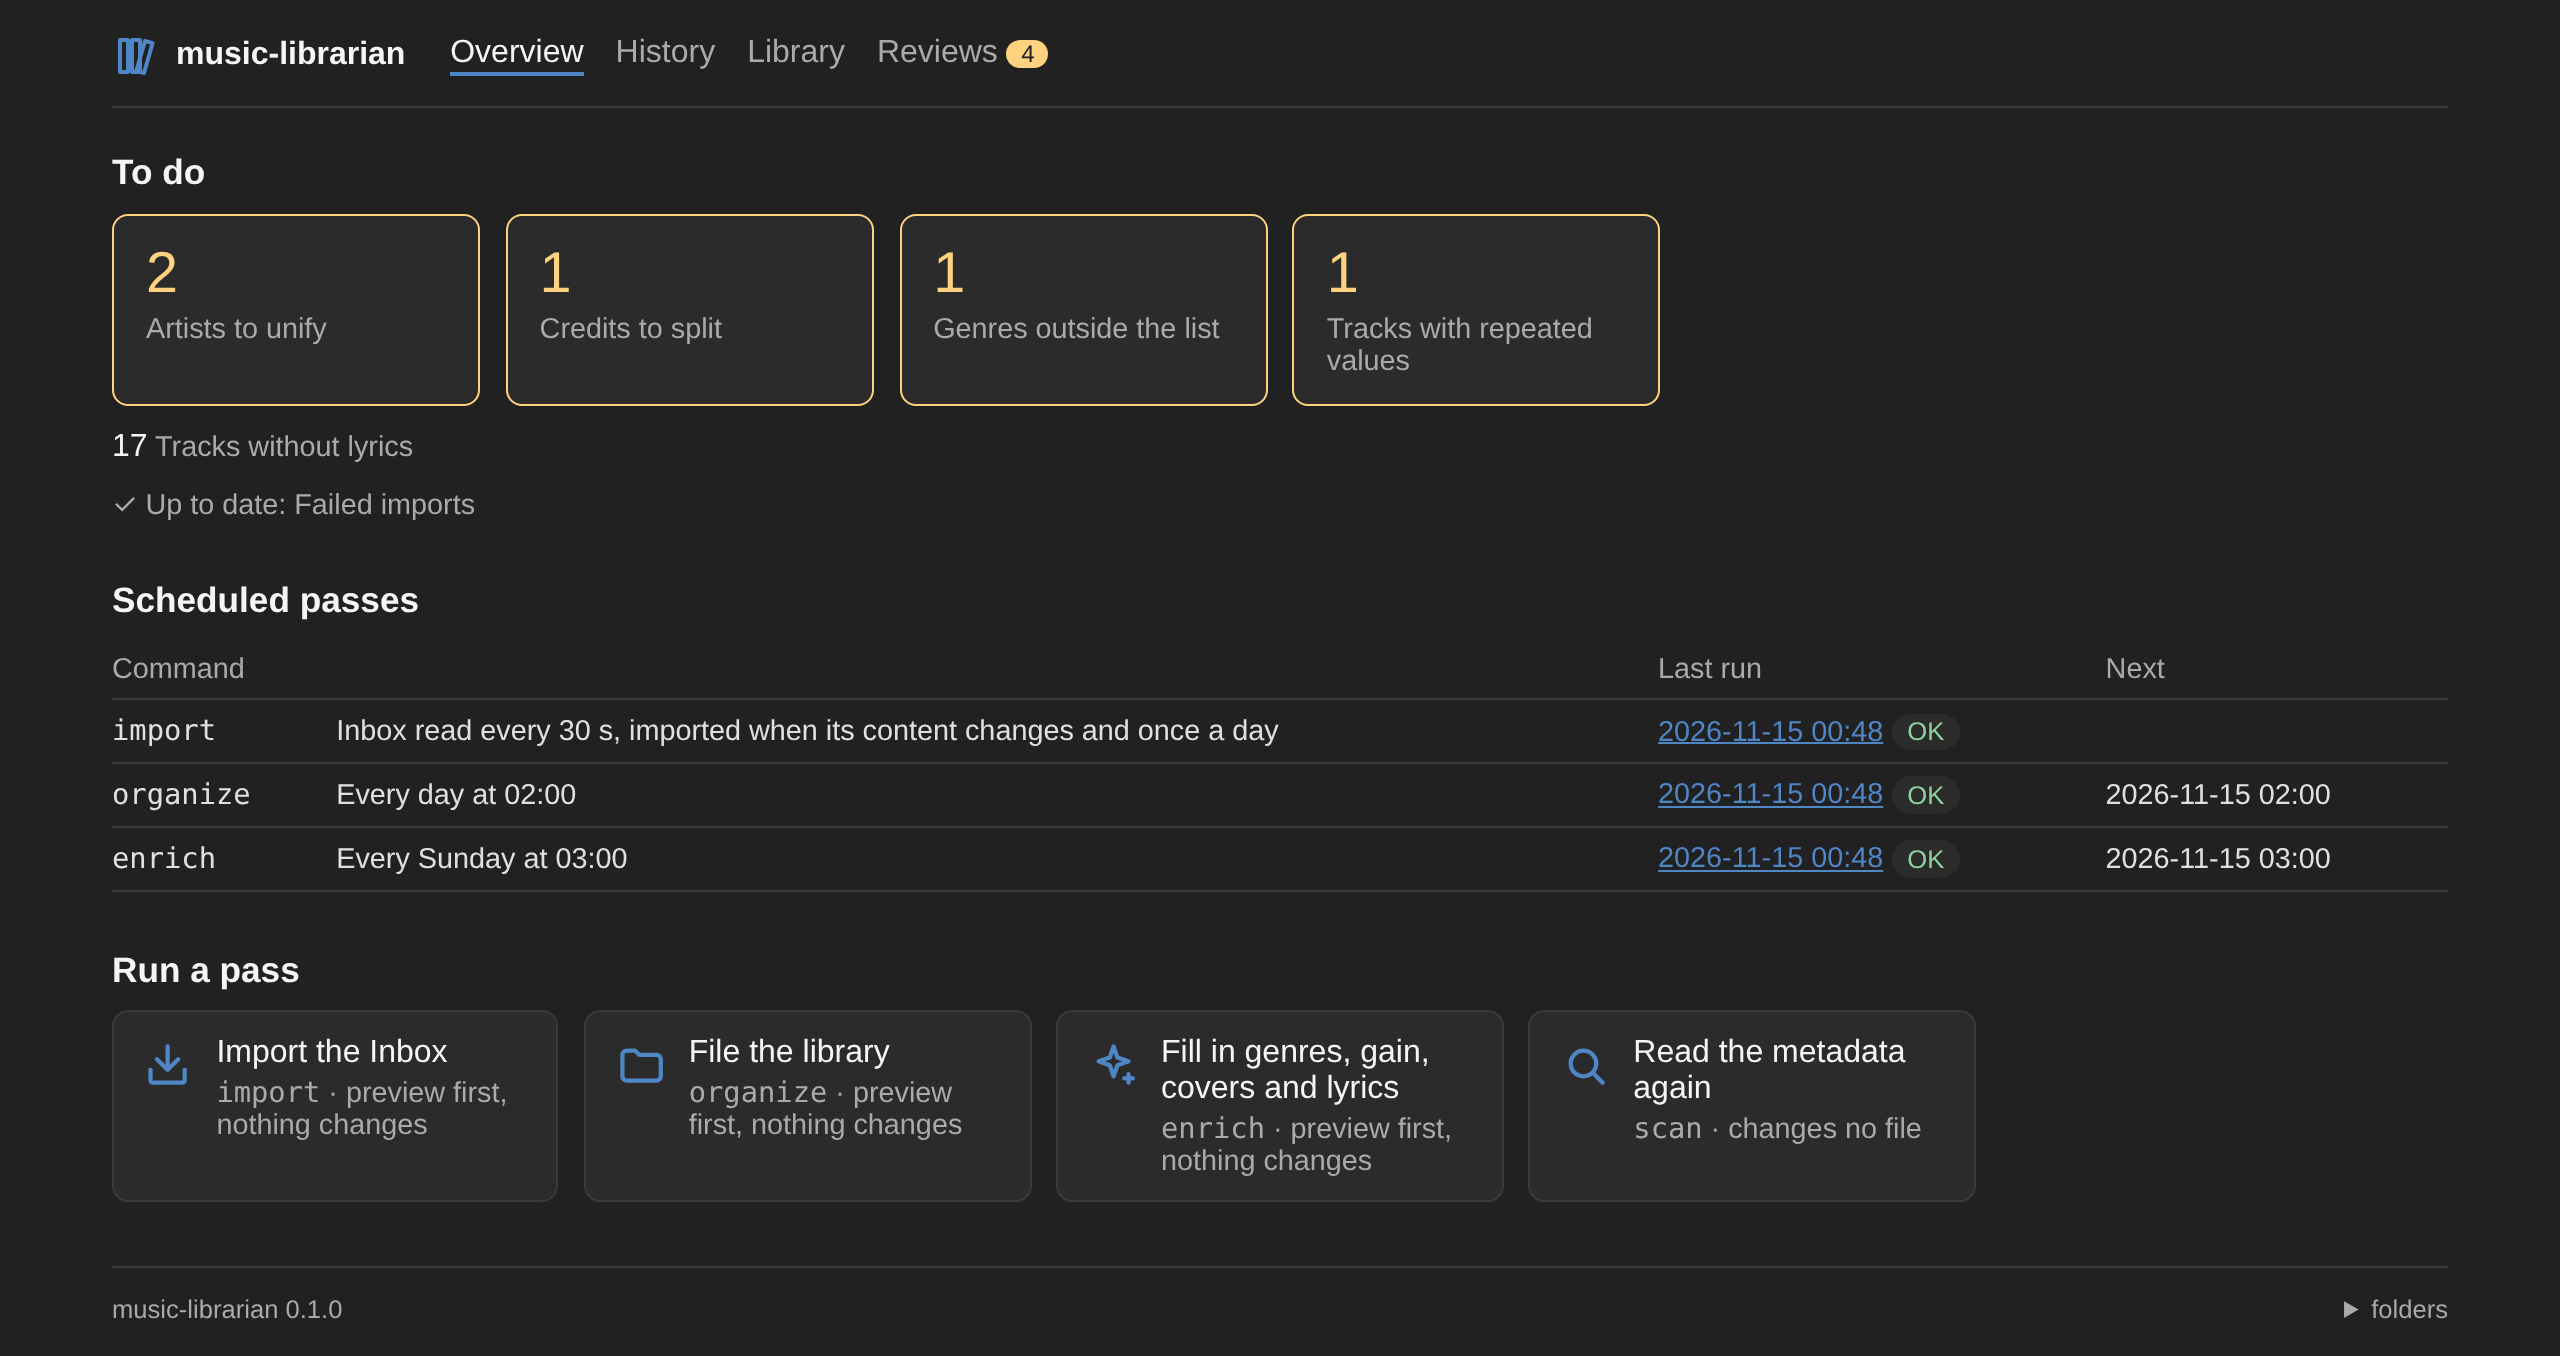 music-librarian Overview History Library Reviews 4
To do
2
Artists to unify
1
Credits to split
1
Genres outside the list
1
Tracks with repeated
values
17 Tracks without lyrics
✓ Up to date: Failed imports
Scheduled passes
Command Last run Next
import Inbox read every 30 s, imported when its content changes and once a day 2026-11-15 00:48 OK
organize Every day at 02:00 2026-11-15 00:48 OK 2026-11-15 02:00
enrich Every Sunday at 03:00 2026-11-15 00:48 OK 2026-11-15 03:00
Run a pass
Import the Inbox
import · preview first,
nothing changes
File the library
organize · preview
first, nothing changes
Fill in genres, gain,
covers and lyrics
enrich · preview first,
nothing changes
Read the metadata
again
scan · changes no file
music-librarian 0.1.0
▶ folders